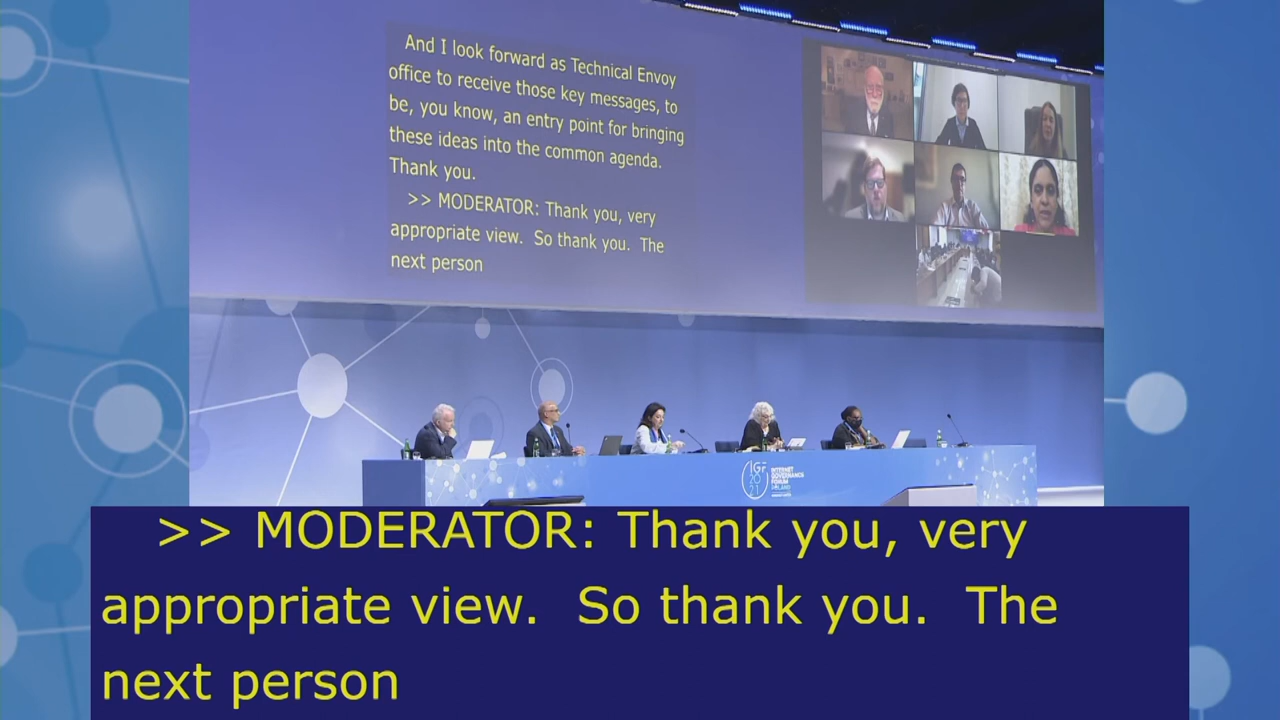 And I look forward as Technical Envoy
office to receive those key messages, to
be, you know, an entry point for bringing
these ideas into the common agenda.
Thank you.
>> MODERATOR: Thank you, very
appropriate view. So thank you. The
next person
IGF
20
21
INTERNET
GOVERNANCE
FORUM
POLAND
>> MODERATOR: Thank you, very
appropriate view. So thank you. The
next person